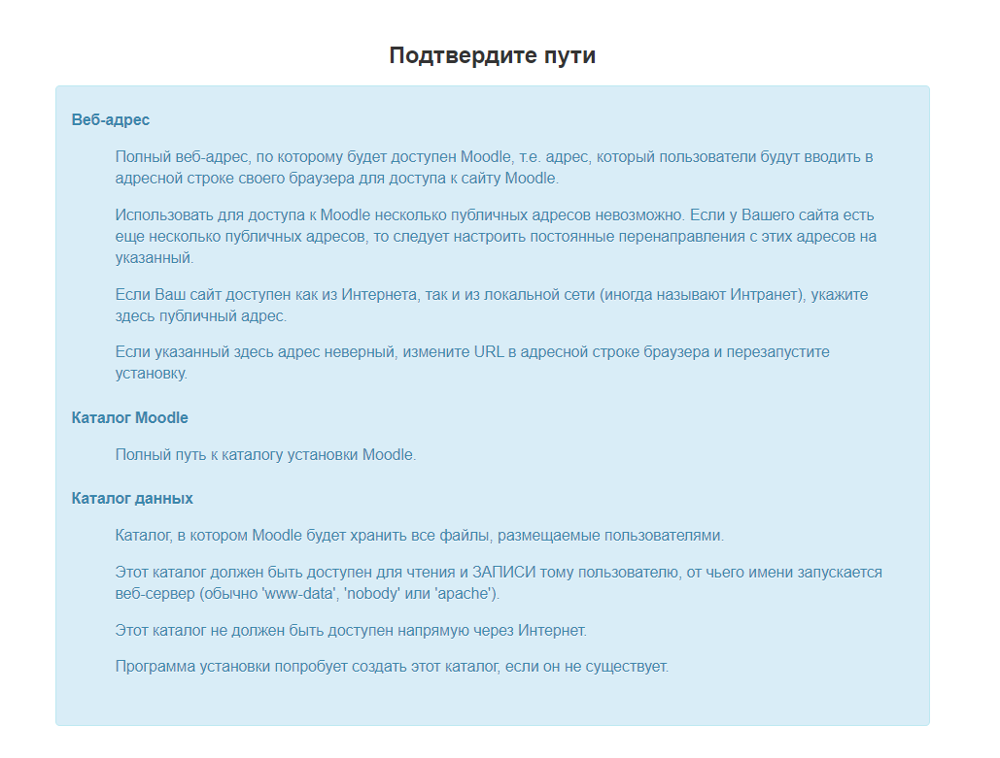 Подтвердите пути
Веб-адрес
Полный веб-адрес, по которому будет доступен Moodle, т.е. адрес, который пользователи будут вводить в
адресной строке своего браузера для доступа к сайту Moodle.
Использовать для доступа к Moodle несколько публичных адресов невозможно. Если у Вашего сайта есть
еще несколько публичных адресов, то следует настроить постоянные перенаправления с этих адресов на
указанный.
Если Ваш сайт доступен как из Интернета, так и из локальной сети (иногда называют Интранет), укажите
здесь публичный адрес.
Если указанный здесь адрес неверный, измените URL в адресной строке браузера и перезапустите
установку.
Каталог Moodle
Полный путь к каталогу установки Moodle.
Каталог данных
Каталог, в котором Moodle будет хранить все файлы, размещаемые пользователями.
Этот каталог должен быть доступен для чтения и ЗАПИСИ тому пользователю, от чьего имени запускается
веб-сервер (обычно 'www-data', 'nobody' или 'apache').
Этот каталог не должен быть доступен напрямую через Интернет.
Программа установки попробует создать этот каталог, если он не существует.